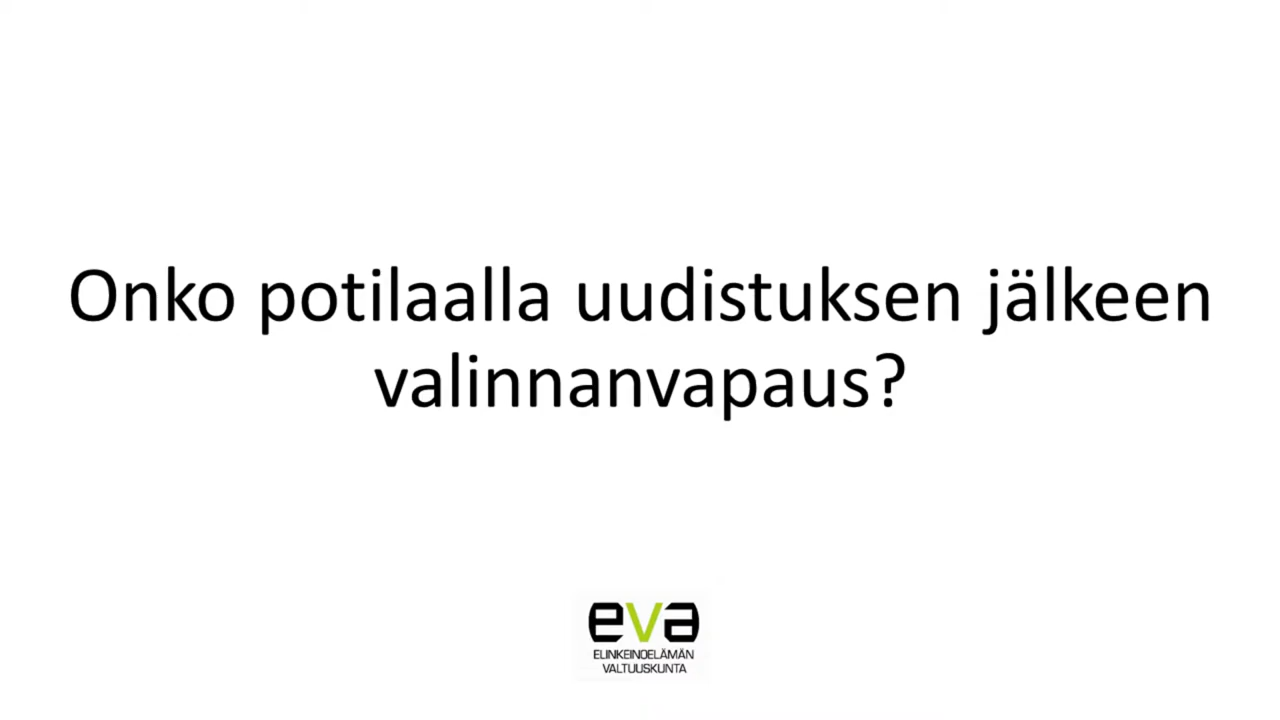 Onko potilaalla uudistuksen jälkeen
valinnanvapaus?
eva
ELINKEINOELÄMÄN
VALTUUSKUNTA